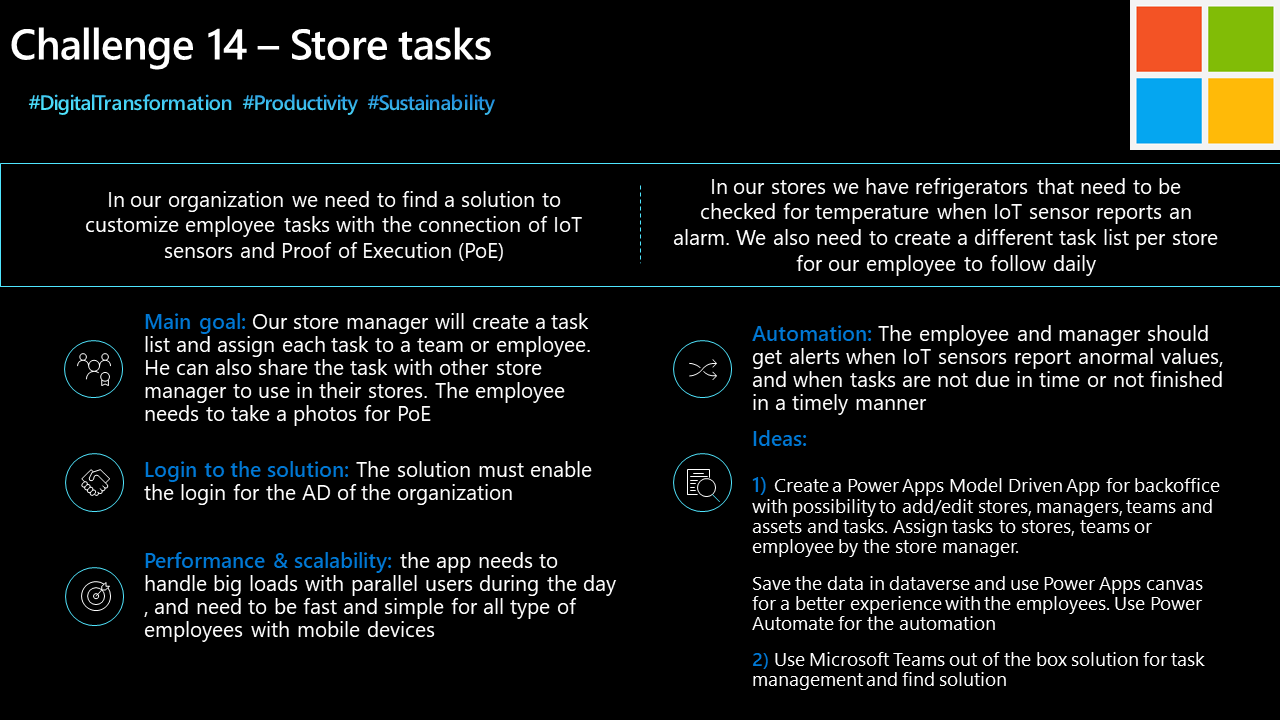 Challenge 14 – Store tasks
#DigitalTransformation #Productivity #Sustainability
In our organization we need to find a solution to
customize employee tasks with the connection of IoT
sensors and Proof of Execution (PoE)
In our stores we have refrigerators that need to be
checked for temperature when IoT sensor reports an
alarm. We also need to create a different task list per store
for our employee to follow daily
Main goal: Our store manager will create a task
list and assign each task to a team or employee.
He can also share the task with other store
manager to use in their stores. The employee
needs to take a photos for PoE
Login to the solution: The solution must enable
the login for the AD of the organization
Performance & scalability: the app needs to
handle big loads with parallel users during the day
, and need to be fast and simple for all type of
employees with mobile devices
Automation: The employee and manager should
get alerts when IoT sensors report anormal values,
and when tasks are not due in time or not finished
in a timely manner
Ideas:
1) Create a Power Apps Model Driven App for backoffice
with possibility to add/edit stores, managers, teams and
assets and tasks. Assign tasks to stores, teams or
employee by the store manager.
Save the data in dataverse and use Power Apps canvas
for a better experience with the employees. Use Power
Automate for the automation
2) Use Microsoft Teams out of the box solution for task
management and find solution